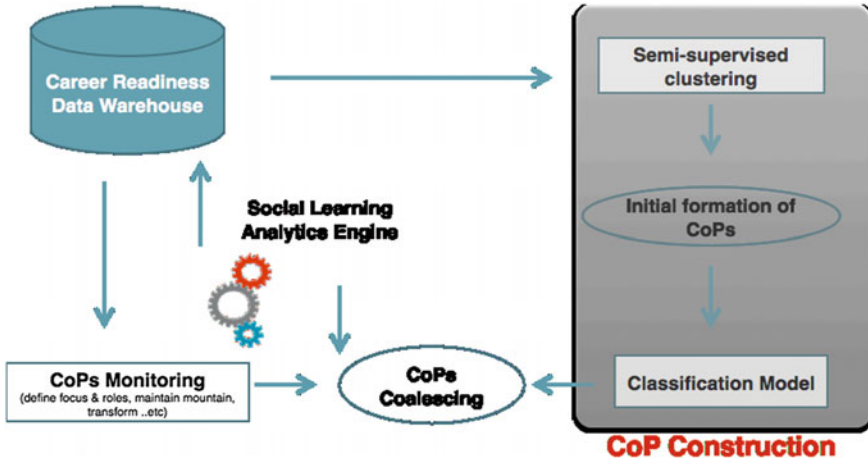 Career Readiness
Data Warehouse
Semi-supervised
clustering
Social Learning
Analytics Engine
Initial formation of
CoPs
CoPs Monitoring
(define focus & roles, maintain mountain,
transform ..etc)
CoPs
Coalescing
Classification Model
CoP Construction